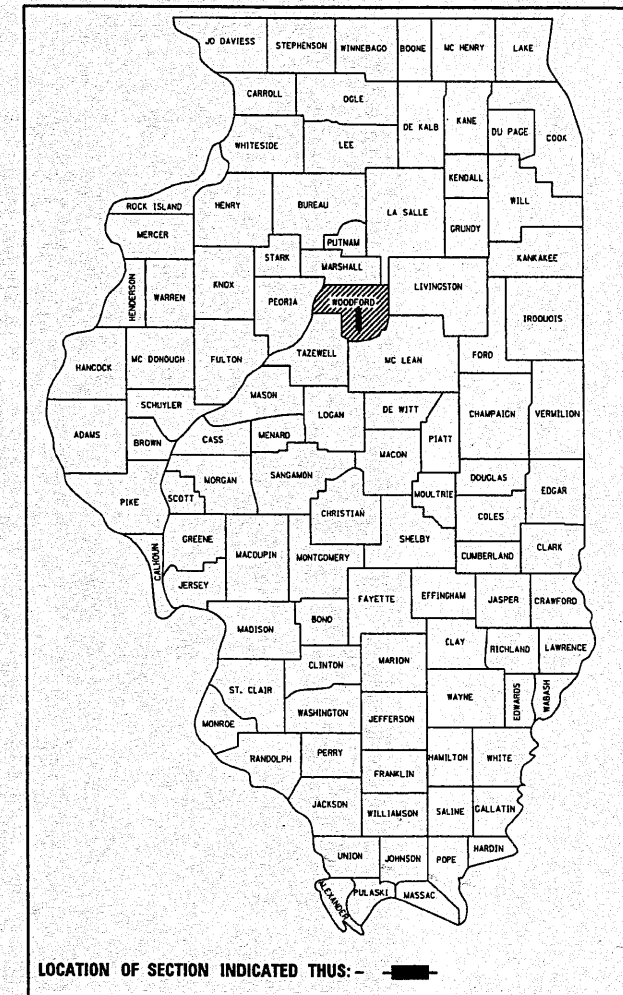 JO DAVIESS
STEPHENSON
WINNEBAGO
BOONE
MC HENRY
LAKE
CARROLL
OGLE
DE KALB
KANE
DU PAGE
COOK
WHITESIDE
LEE
KENDALL
WILL
ROCK ISLAND
HENRY
BUREAU
LA SALLE
GRUNDY
MERCER
PUTNAM
STARK
MARSHALL
KANKAKEE
HENDERSON
WARREN
KNOX
PEORIA
WOODFORD
LIVINGSTON
IROQUOIS
TAZEWELL
HANCOCK
MC DONOUGH
FULTON
MC LEAN
FORD
MASON
SCHUYLER
LOGAN
DE WITT
CHAMPAIGN
VERMILION
ADAMS
BROWN
CASS
MENARD
PIATT
MACON
SANGAMON
MORGAN
DOUGLAS
PIKE
SCOTT
MOULTRIE
EDGAR
CHRISTIAN
COLES
GREENE
MACOUPIN
MONTGOMERY
SHELBY
CUMBERLAND
CLARK
CALHOUN
JERSEY
FAYETTE
EFFINGHAM
JASPER
CRAWFORD
MADISON
BOND
CLAY
RICHLAND
LAWRENCE
CLINTON
MARION
ST. CLAIR
WAYNE
EDWARDS
WABASH
WASHINGTON
JEFFERSON
MONROE
RANDOLPH
PERRY
HAMILTON
WHITE
FRANKLIN
JACKSON
WILLIAMSON
SALINE
GALLATIN
HARDIN
UNION
JOHNSON
POPE
ALEXANDER
PULASKI
MASSAC
LOCATION OF SECTION INDICATED THUS: -